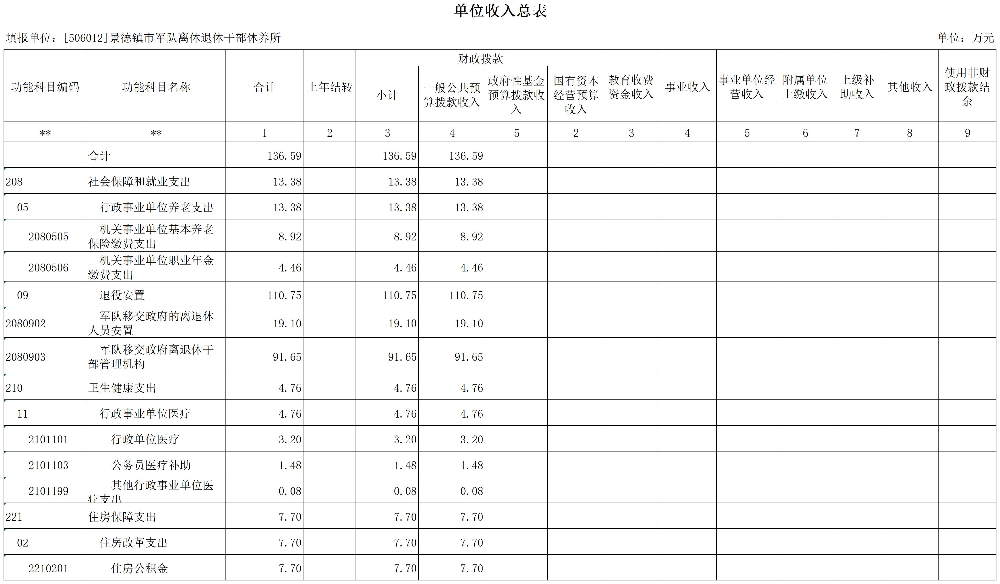 单位收入总表
填报单位：[506012]景德镇市军队离休退休干部休养所 单位：万元
功能科目编码 功能科目名称 合计 上年结转 财政拨款 教育收费资金收入 事业收入 事业单位经营收入 附属单位上缴收入 上级补助收入 其他收入 使用非财政拨款结余
小计 一般公共预算拨款收入 政府性基金预算拨款收入 国有资本经营预算收入
** ** 1 2 3 4 5 2 3 4 5 6 7 8 9
合计 136.59 136.59 136.59
208 社会保障和就业支出 13.38 13.38 13.38
05 行政事业单位养老支出 13.38 13.38 13.38
2080505 机关事业单位基本养老保险缴费支出 8.92 8.92 8.92
2080506 机关事业单位职业年金缴费支出 4.46 4.46 4.46
09 退役安置 110.75 110.75 110.75
2080902 军队移交政府的离退休人员安置 19.10 19.10 19.10
2080903 军队移交政府离退休干部管理机构 91.65 91.65 91.65
210 卫生健康支出 4.76 4.76 4.76
11 行政事业单位医疗 4.76 4.76 4.76
2101101 行政单位医疗 3.20 3.20 3.20
2101103 公务员医疗补助 1.48 1.48 1.48
2101199 其他行政事业单位医疗支出 0.08 0.08 0.08
221 住房保障支出 7.70 7.70 7.70
02 住房改革支出 7.70 7.70 7.70
2210201 住房公积金 7.70 7.70 7.70